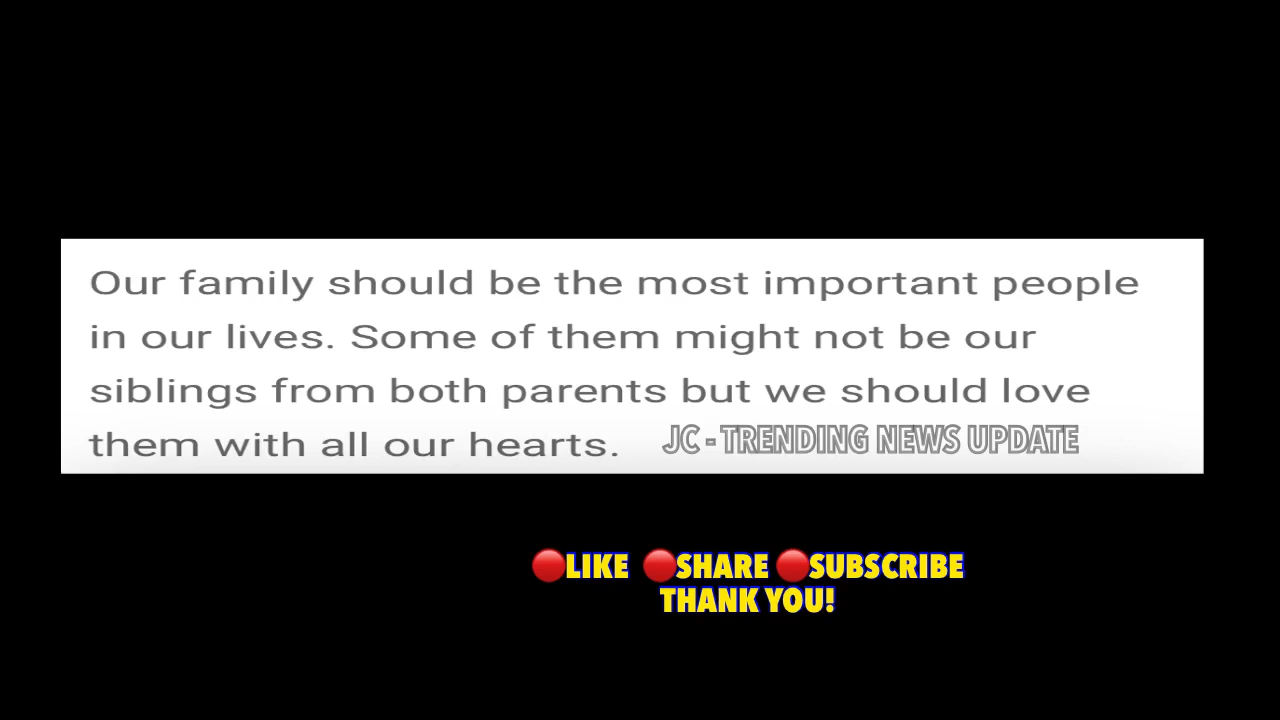 Our family should be the most important people
in our lives. Some of them might not be our
siblings from both parents but we should love
them with all our hearts.
JC - TRENDING NEWS UPDATE
🔴LIKE 🔴SHARE 🔴SUBSCRIBE
THANK YOU!